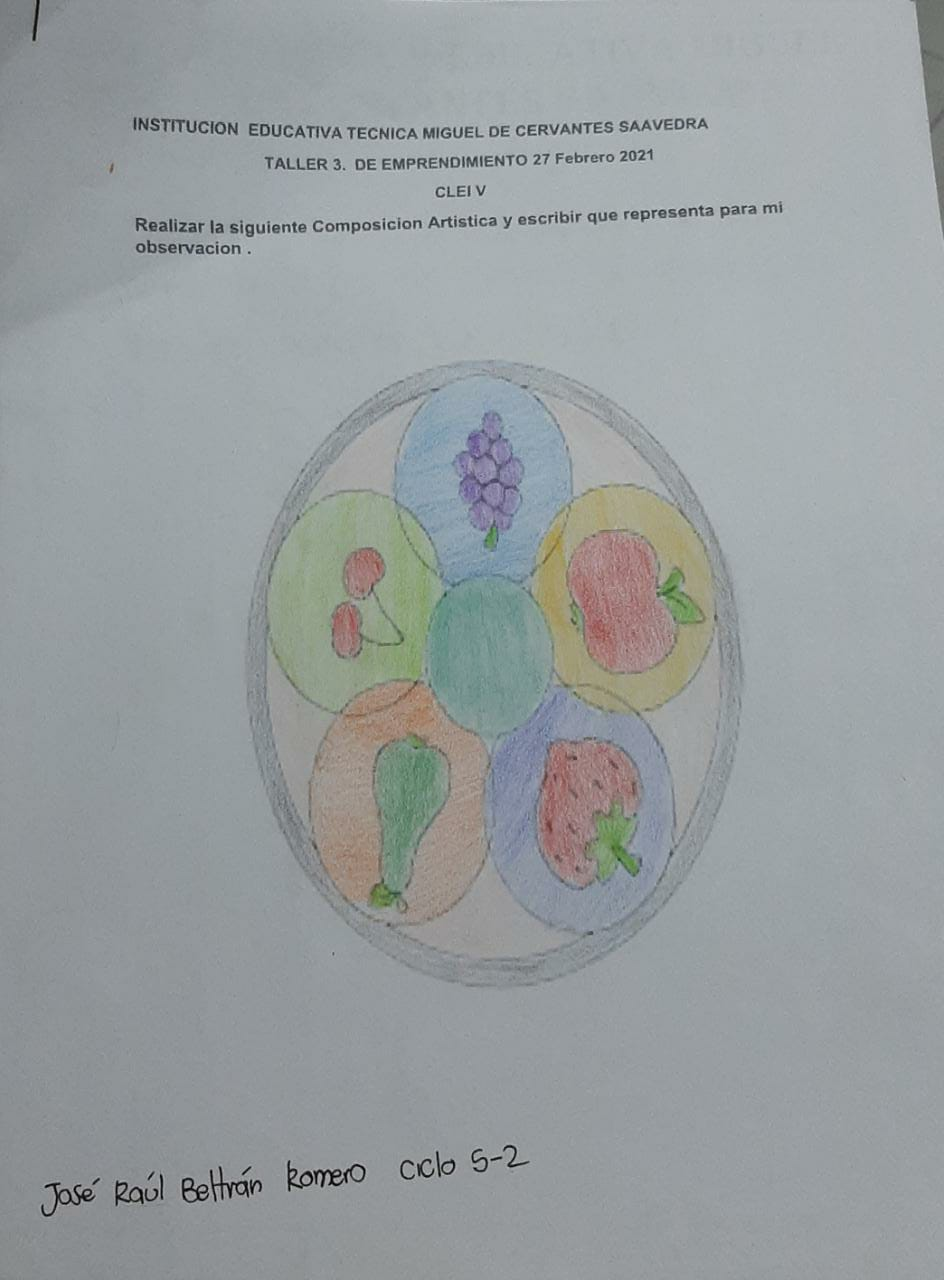 INSTITUCION EDUCATIVA TECNICA MIGUEL DE CERVANTES SAAVEDRA
TALLER 3. DE EMPRENDIMIENTO 27 Febrero 2021
CLEI V
Realizar la siguiente Composicion Artistica y escribir que representa para mi
observacion .
José Raúl Beltrán Romero ciclo 5-2